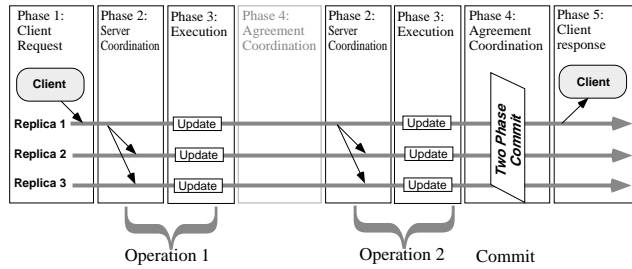 Phase 1:
Client
Request
Phase 2:
Server
Coordination
Phase 3:
Execution
Phase 4:
Agreement
Coordination
Phase 2:
Server
Coordination
Phase 3:
Execution
Phase 4:
Agreement
Coordination
Phase 5:
Client
response
Client
Client
Replica 1
Update
Update
Replica 2
Update
Update
Replica 3
Update
Update
Two Phase
Commit
Operation 1
Operation 2
Commit